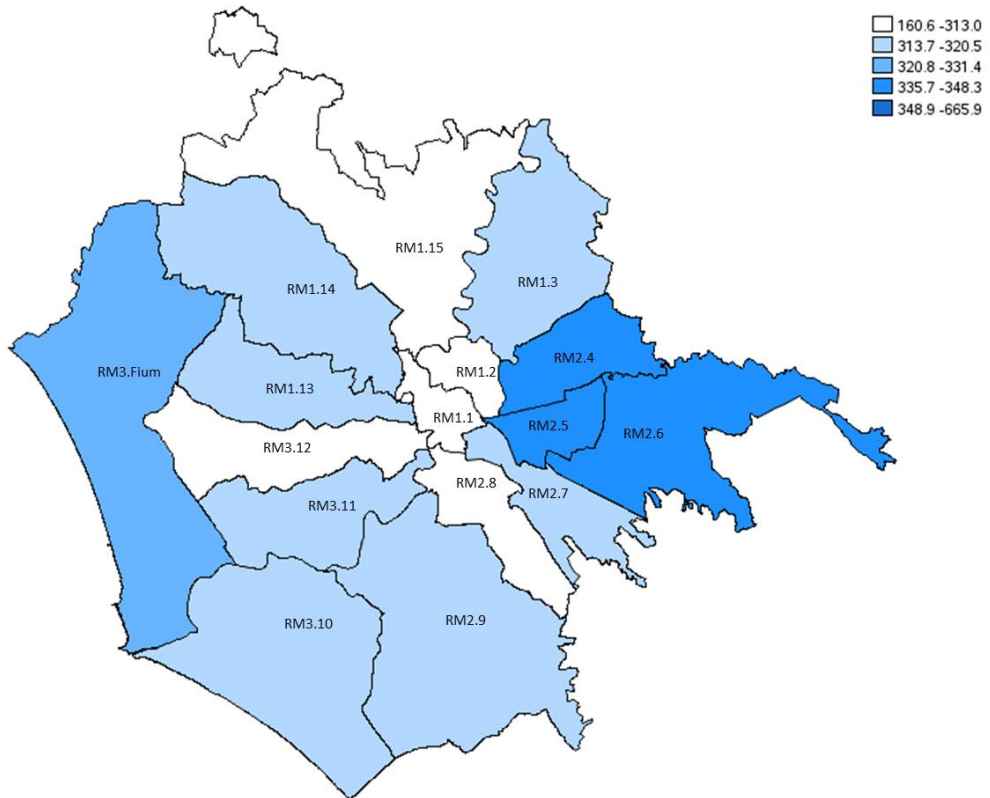 160.6 -313.0
313.7 -320.5
320.8 -331.4
335.7 -348.3
348.9 -665.9
RM1.15
RM1.3
RM1.14
RM2.4
RM3.Fium
RM1.2
RM1.13
RM1.1
RM2.5
RM2.6
RM3.12
RM2.8
RM2.7
RM3.11
RM2.9
RM3.10